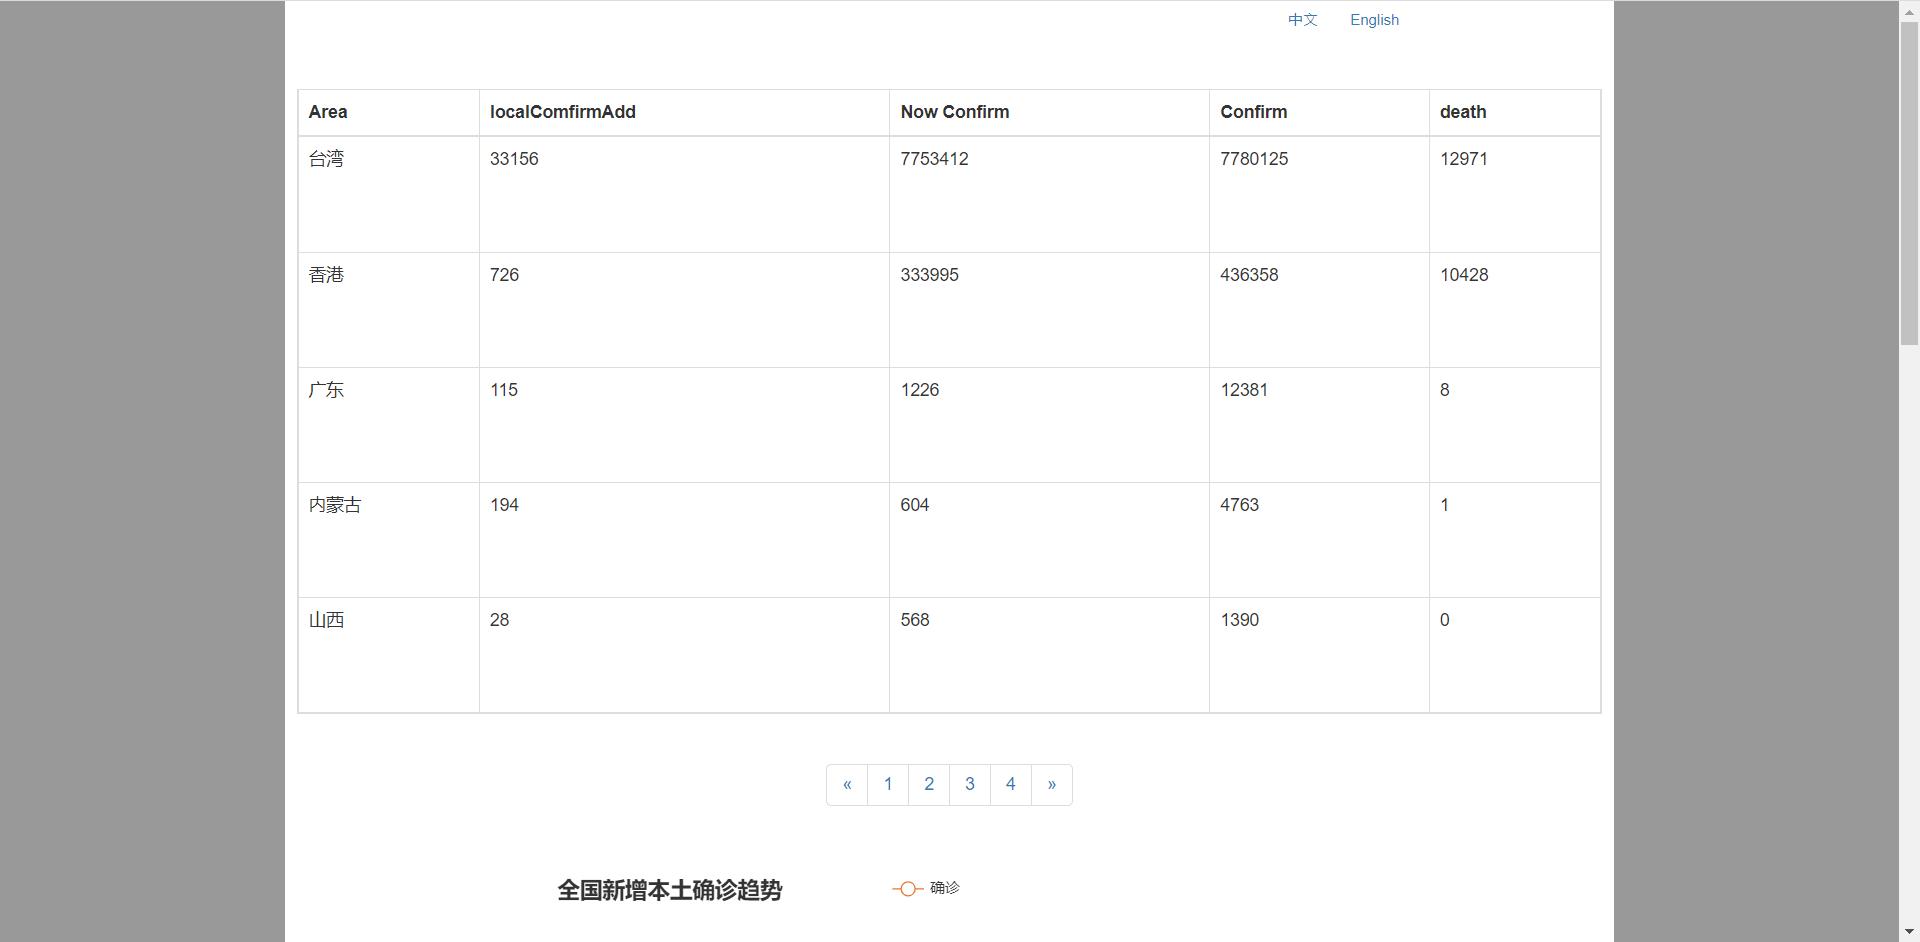 中文 English
Area localComfirmAdd Now Confirm Confirm death
台湾 33156 7753412 7780125 12971
香港 726 333995 436358 10428
广东 115 1226 12381 8
内蒙古 194 604 4763 1
山西 28 568 1390 0
« 1 2 3 4 »
全国新增本土确诊趋势 确诊